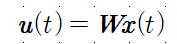 u(t) = Wx(t)